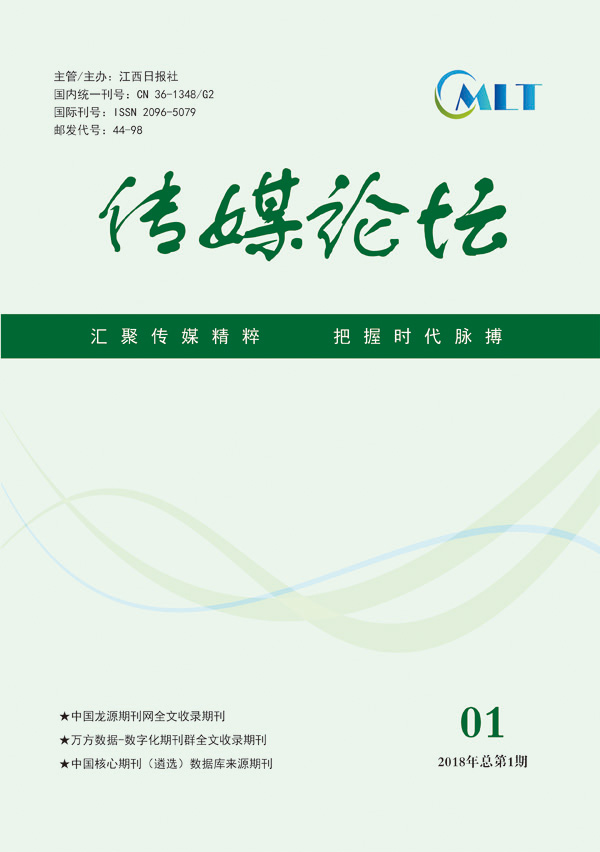 主管/主办：江西日报社
国内统一刊号：CN 36-1348/G2
国际刊号：ISSN 2096-5079
邮发代号：44-98
MLT
传媒论坛
汇聚传媒精粹 把握时代脉搏
★中国龙源期刊网全文收录期刊
★万方数据-数字化期刊群全文收录期刊
★中国核心期刊（遴选）数据库来源期刊
01
2018年总第1期